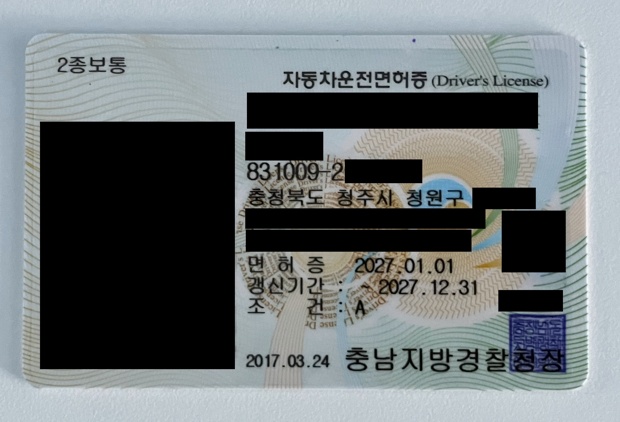 2종보통
자동차운전면허증 (Driver's License)
831009-2
충청북도 청주시 청원구
면 허 증 2027.01.01
갱신기간 : ~ 2027.12.31
조 건 : A
2017.03.24 충남지방경찰청장